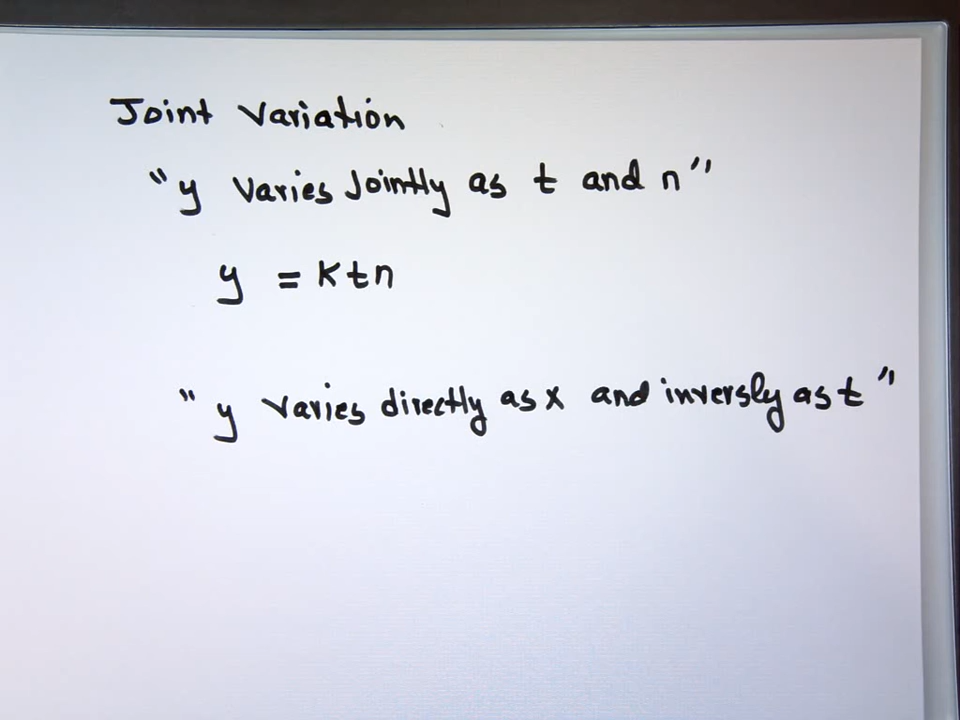 Joint Variation
"y Varies Jointly as t and n"
y = ktn
"y varies directly as x and inversly as t"